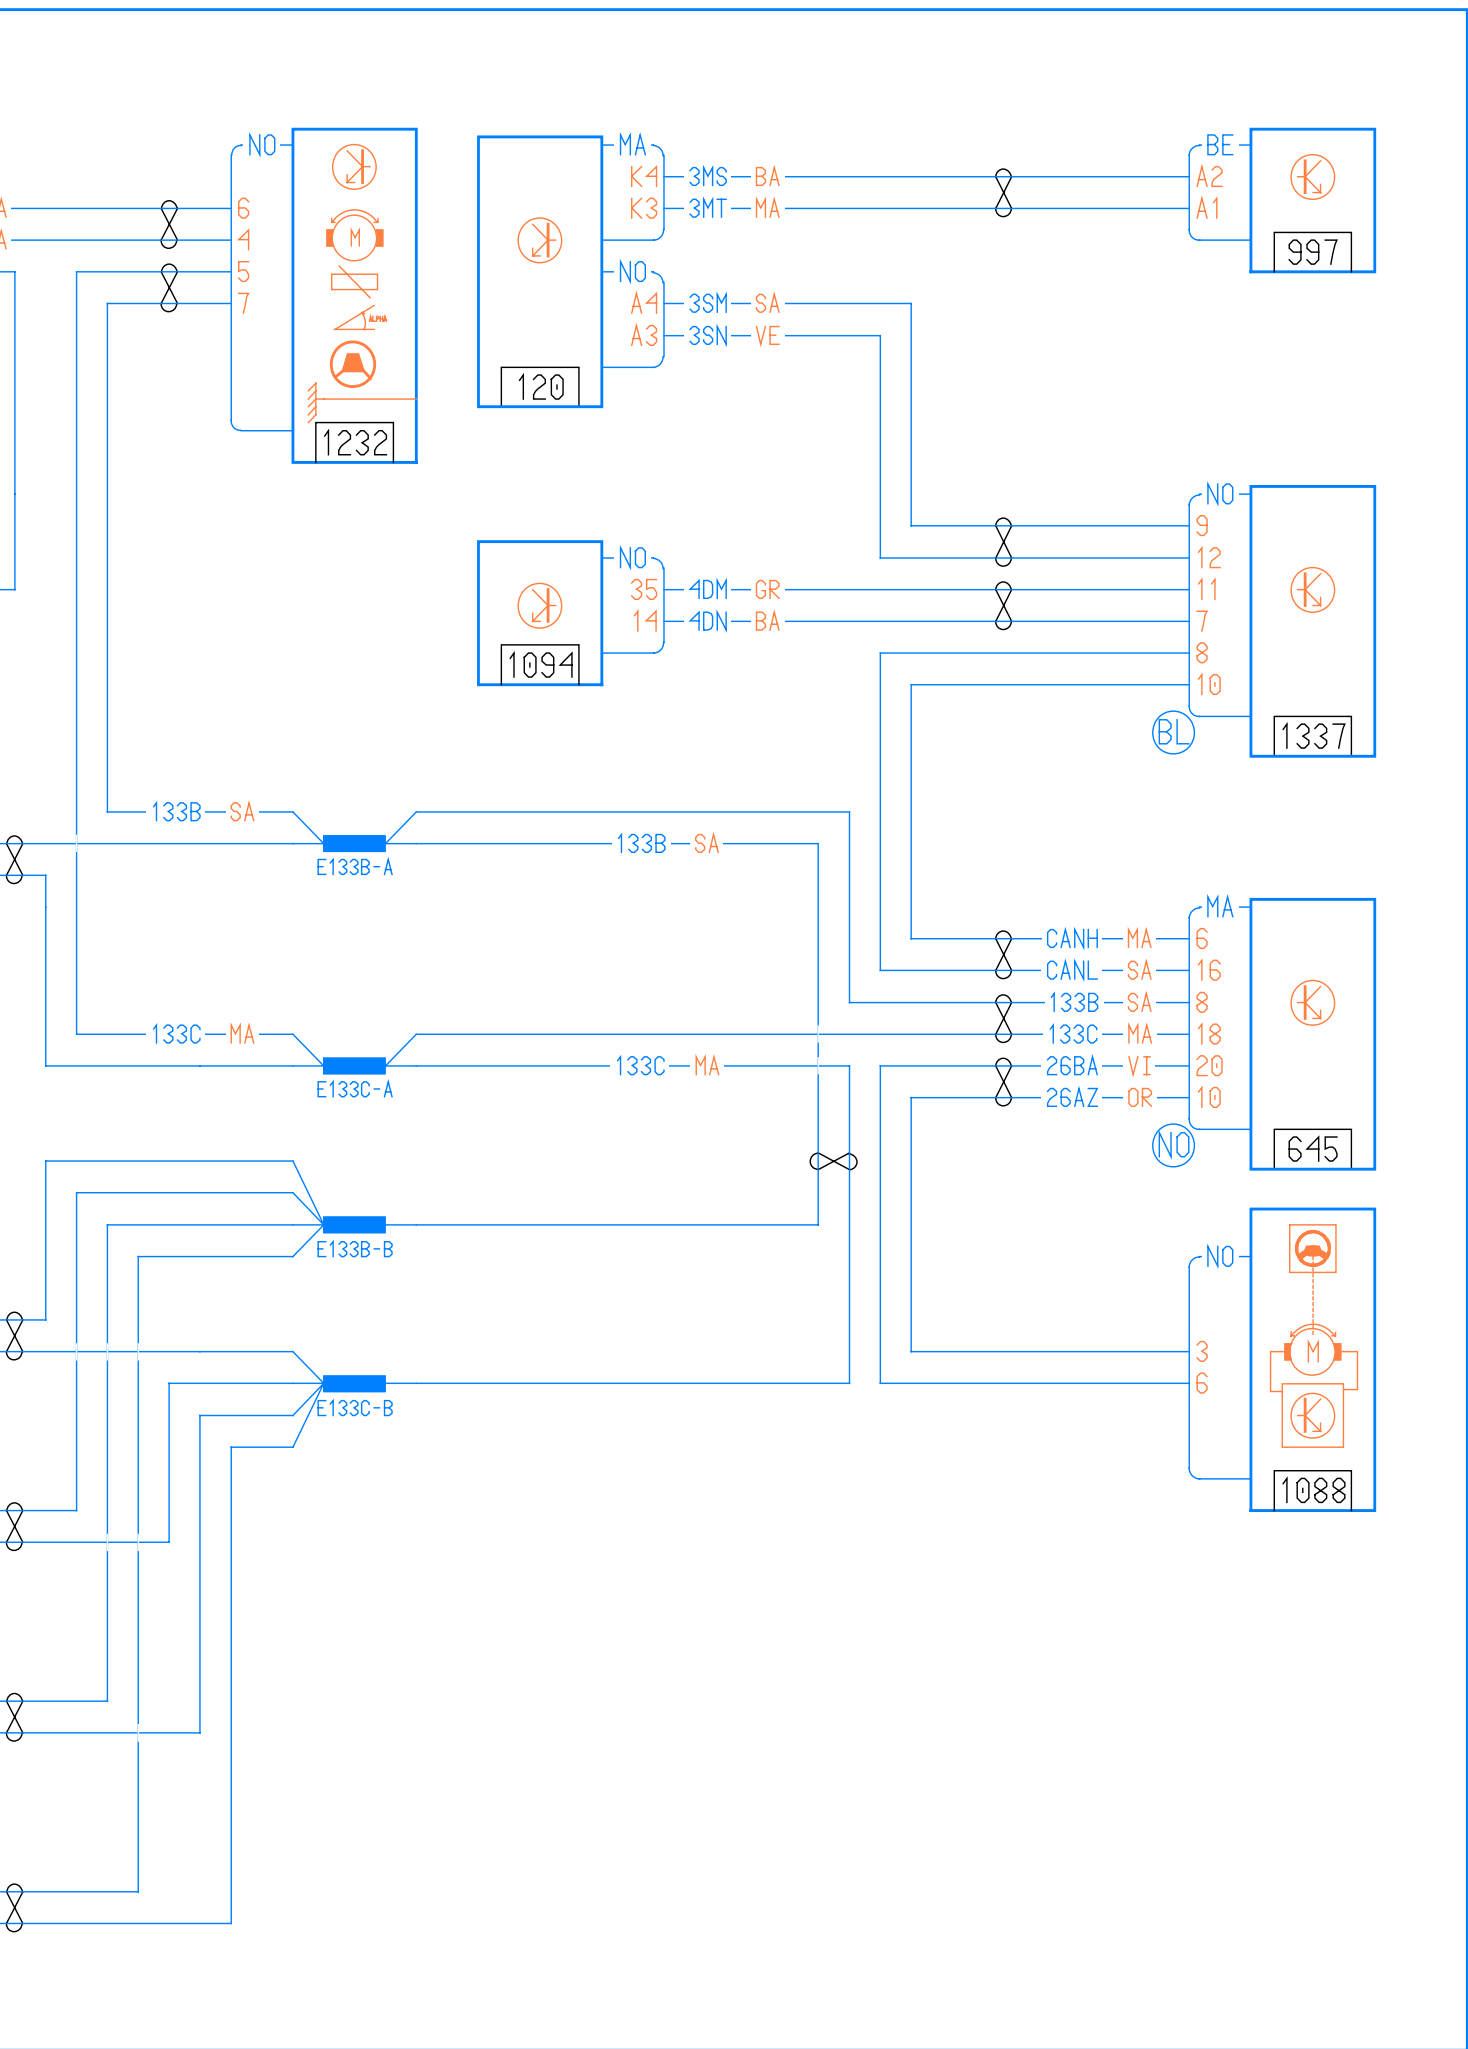 NO
6
4
5
7
M
ALPHA
1232
MA
K4 3MS BA
K3 3MT MA
NO
A4 3SM SA
A3 3SN VE
120
BE
A2
A1
997
NO
35 4DM GR
14 4DN BA
1094
NO
9
12
11
7
8
10
BL
1337
133B SA
E133B-A
133B SA
133C MA
E133C-A
133C MA
MA
CANH MA 6
CANL SA 16
133B SA 8
133C MA 18
26BA VI 20
26AZ OR 10
NO
645
E133B-B
E133C-B
NO
3
6
M
1088